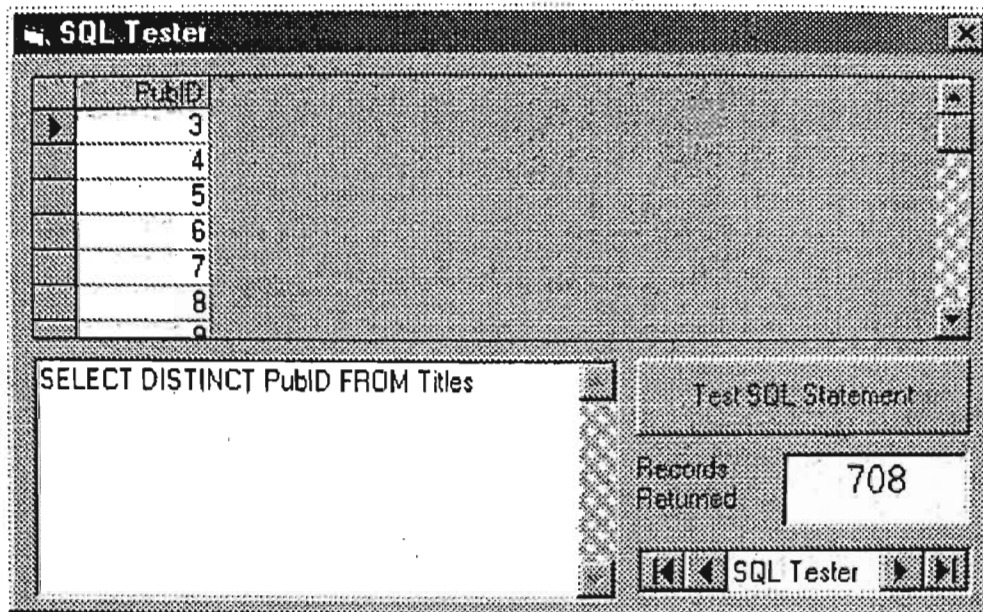 SQL Tester
PubID
3
4
5
6
7
8
9
SELECT DISTINCT PubID FROM Titles
Test SQL Statement
Records
Returned
708
SQL Tester